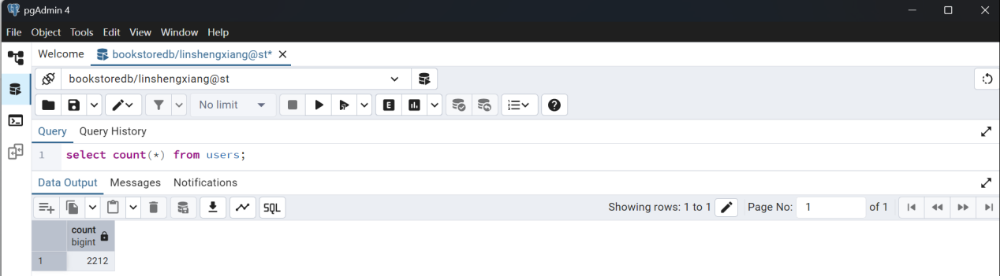 pgAdmin 4
File Object Tools Edit View Window Help
Welcome bookstoredb/linshengxiang@st*
bookstoredb/linshengxiang@st
No limit E
Query Query History
1 select count(*) from users;
Data Output Messages Notifications
SQL Showing rows: 1 to 1 Page No: 1 of 1
count
bigint
1 2212